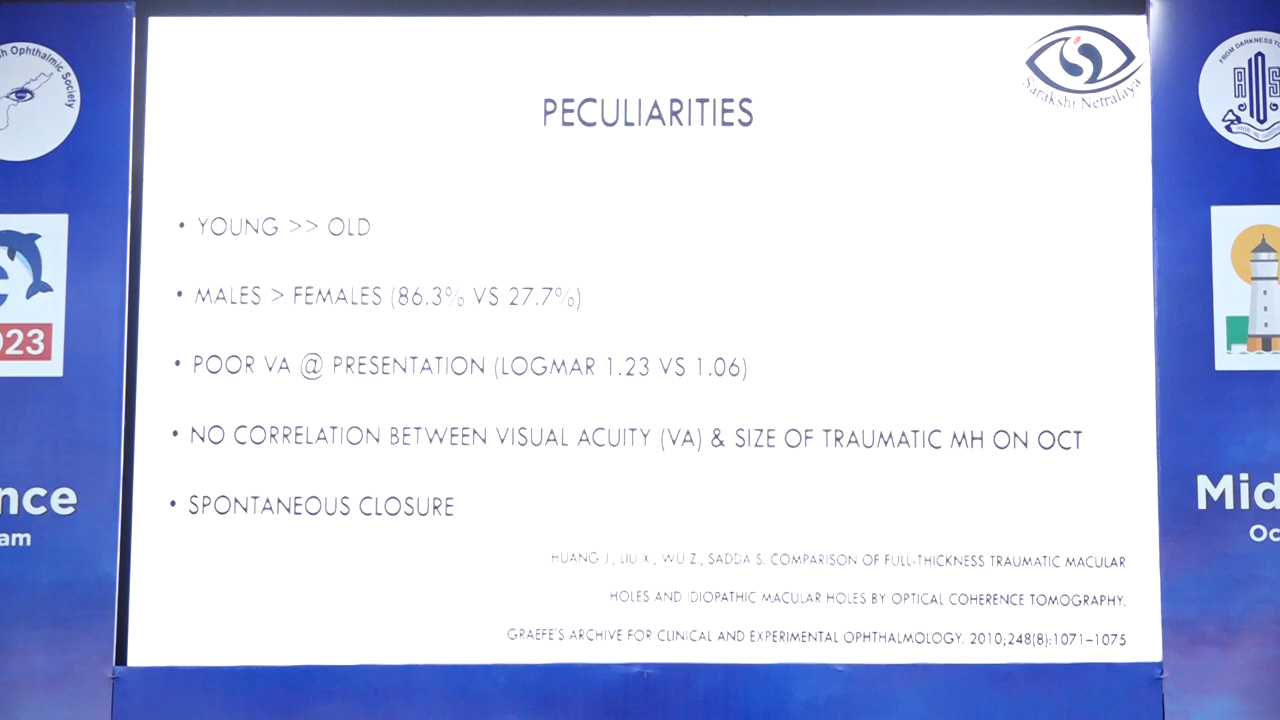 Ophthalmic Society
FROM DARKNESS TO
Sarakshi Netralaya
PECULIARITIES
• YOUNG >> OLD
• MALES > FEMALES (86.3% VS 27.7%)
• POOR VA @ PRESENTATION (LOGMAR 1.23 VS 1.06)
• NO CORRELATION BETWEEN VISUAL ACUITY (VA) & SIZE OF TRAUMATIC MH ON OCT
• SPONTANEOUS CLOSURE
HUANG J., LIU X., WU Z., SADDA S. COMPARISON OF FULL-THICKNESS TRAUMATIC MACULAR
HOLES AND IDIOPATHIC MACULAR HOLES BY OPTICAL COHERENCE TOMOGRAPHY.
GRAEFE'S ARCHIVE FOR CLINICAL AND EXPERIMENTAL OPHTHALMOLOGY. 2010;248(8):1071–1075
023
nce
am
Mid
Oc